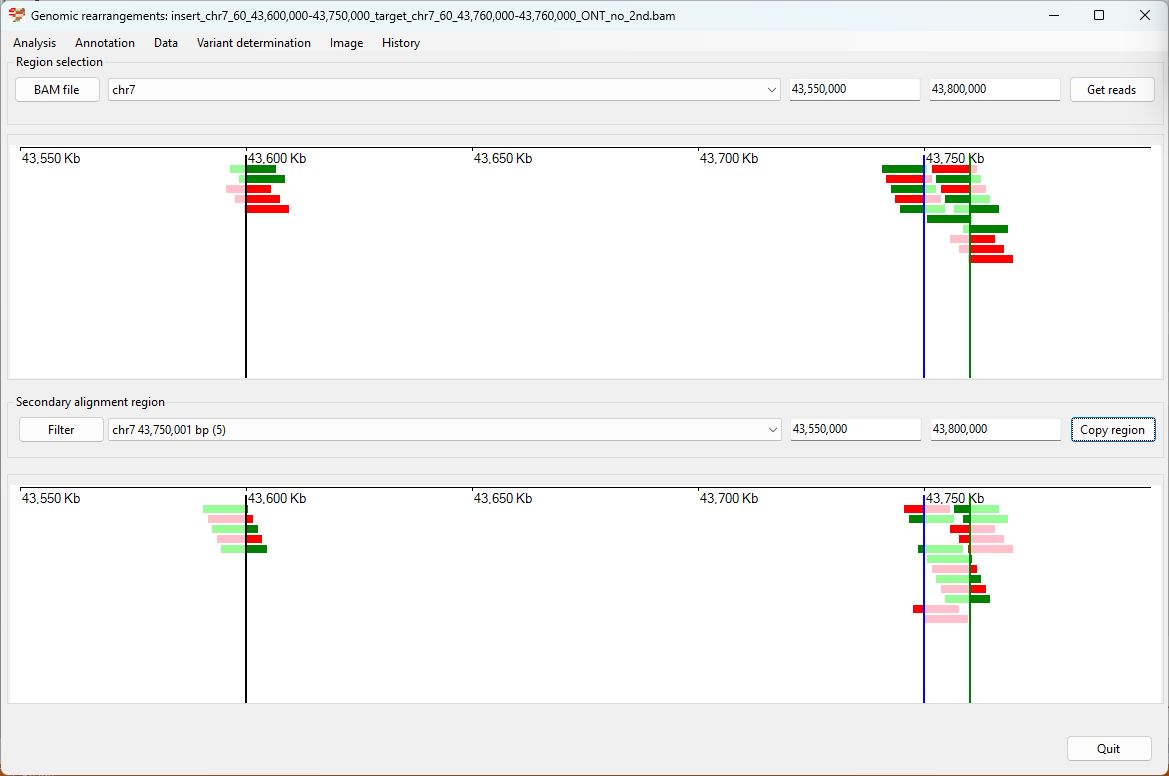 Genomic rearrangements: insert_chr7_60_43,600,000-43,750,000_target_chr7_60_43,760,000-43,760,000_ONT_no_2nd.bam
Analysis Annotation Data Variant determination Image History
Region selection
BAM file chr7 43,550,000 43,800,000 Get reads
43,550 Kb 43,600 Kb 43,650 Kb 43,700 Kb 43,750 Kb
Secondary alignment region
Filter chr7 43,750,001 bp (5) 43,550,000 43,800,000 Copy region
43,550 Kb 43,600 Kb 43,650 Kb 43,700 Kb 43,750 Kb
Quit